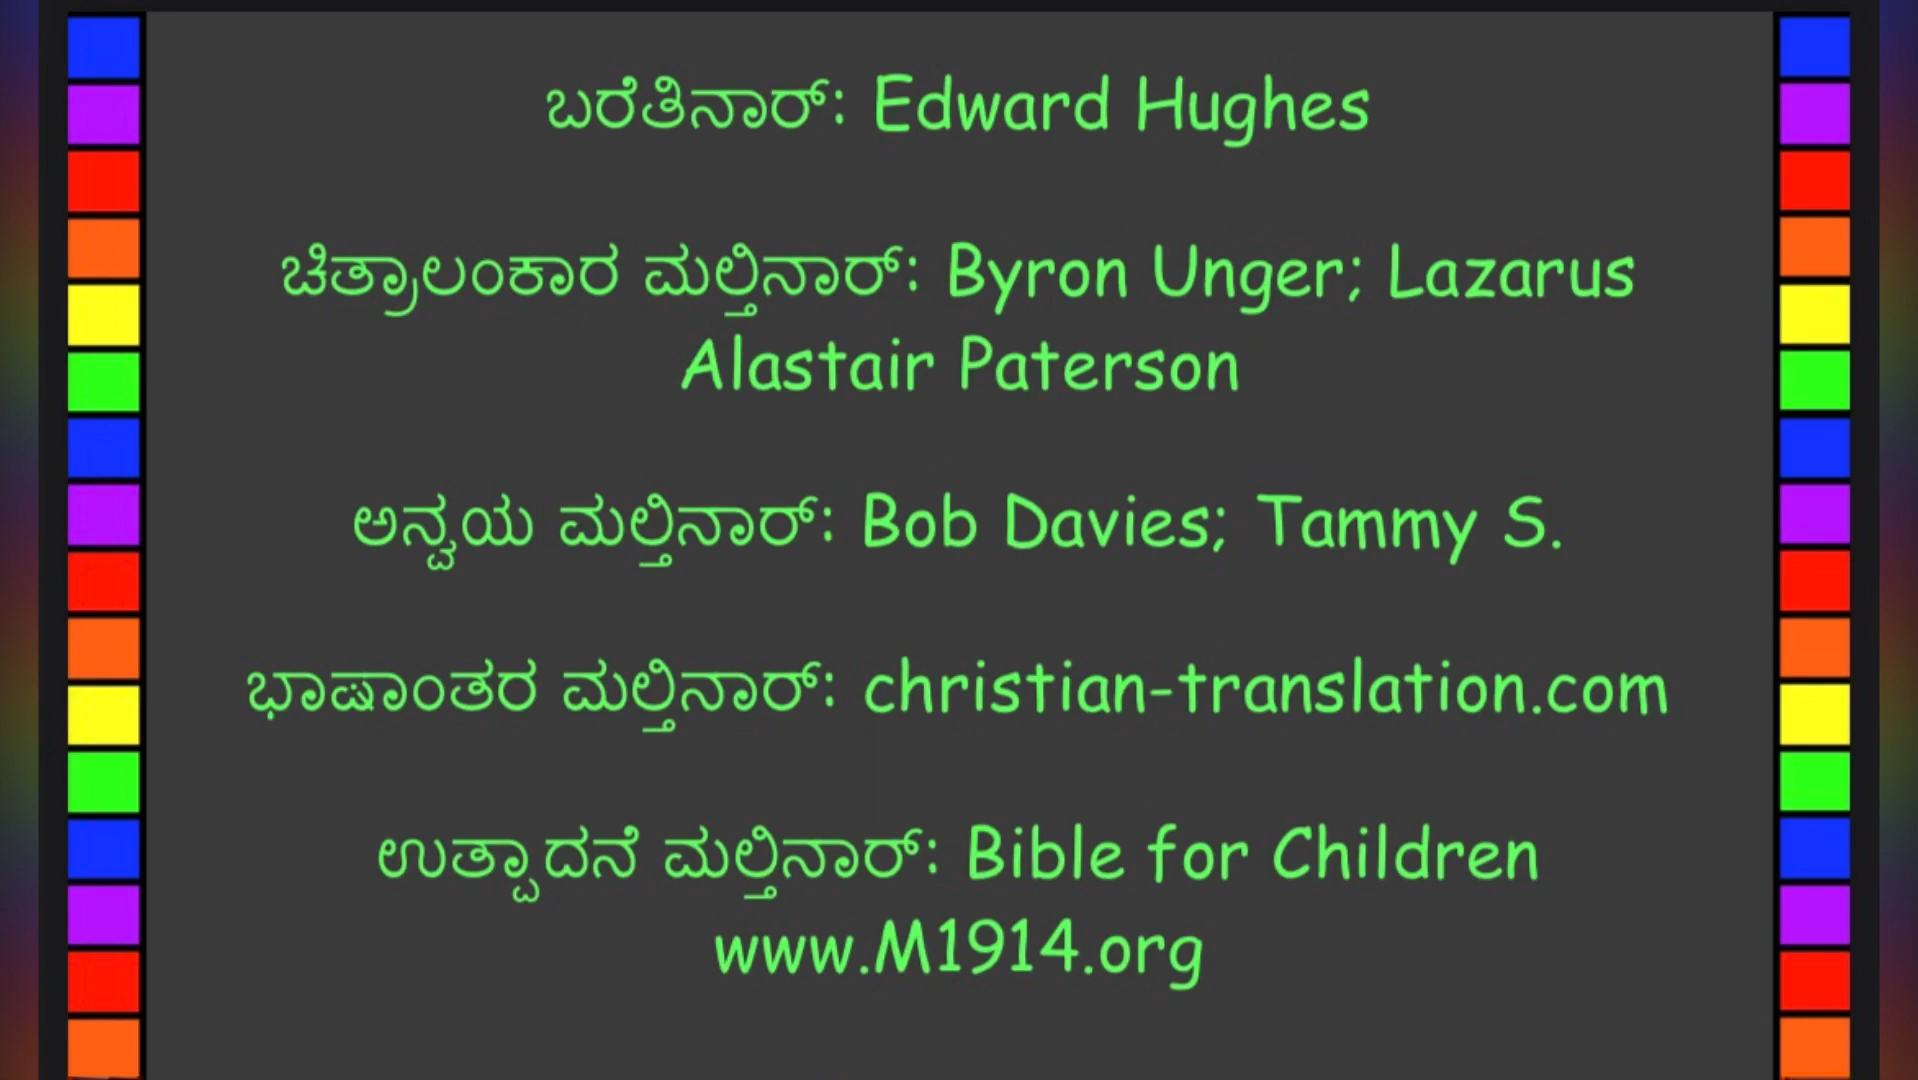 ಬರೆತಿನಾರ್: Edward Hughes
ಚಿತ್ರಾಲಂಕಾರ ಮಲ್ತಿನಾರ್: Byron Unger; Lazarus
Alastair Paterson
ಅನ್ವಯ ಮಲ್ತಿನಾರ್: Bob Davies; Tammy S.
ಭಾಷಾಂತರ ಮಲ್ತಿನಾರ್: christian-translation.com
ಉತ್ಪಾದನೆ ಮಲ್ತಿನಾರ್: Bible for Children
www.M1914.org